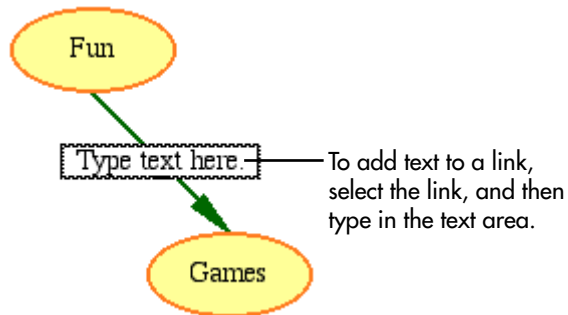 Fun
Type text here.
To add text to a link,
select the link, and then
type in the text area.
Games